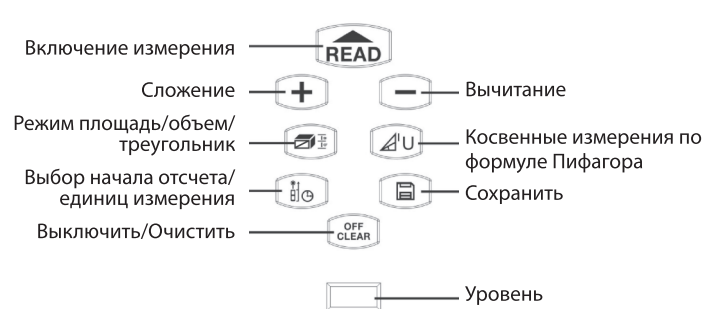 Включение измерения
READ
Сложение
Вычитание
Режим площадь/объем/
треугольник
U
Косвенные измерения по
формуле Пифагора
Выбор начала отсчета/
единиц измерения
Сохранить
Выключить/Очистить
OFF
CLEAR
Уровень